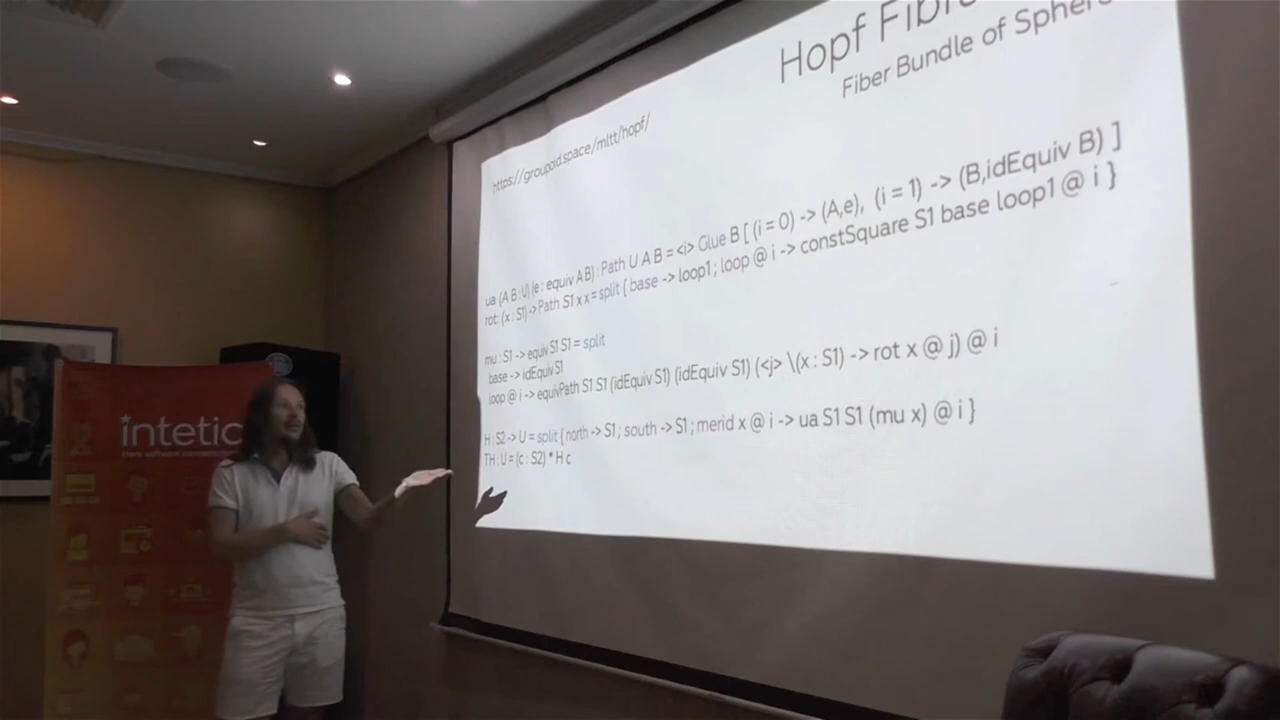 Hopf Fibr
Fiber Bundle of Spher
https://groupoid.space/mltt/hopf/
ua (A B : U) (e : equiv A B) : Path U A B = <i> Glue B [ (i = 0) -> (A,e), (i = 1) -> (B,idEquiv B) ]
rot: (x : S1) -> Path S1 x x = split { base -> loop1 ; loop @ i -> constSquare S1 base loop1 @ i }
mu : S1 -> equiv S1 S1 = split
base -> idEquiv S1
loop @ i -> equivPath S1 S1 (idEquiv S1) (idEquiv S1) (<j> \(x : S1) -> rot x @ j) @ i
H : S2 -> U = split { north -> S1 ; south -> S1 ; merid x @ i -> ua S1 S1 (mu x) @ i }
TH : U = (c : S2) * H c
intetic